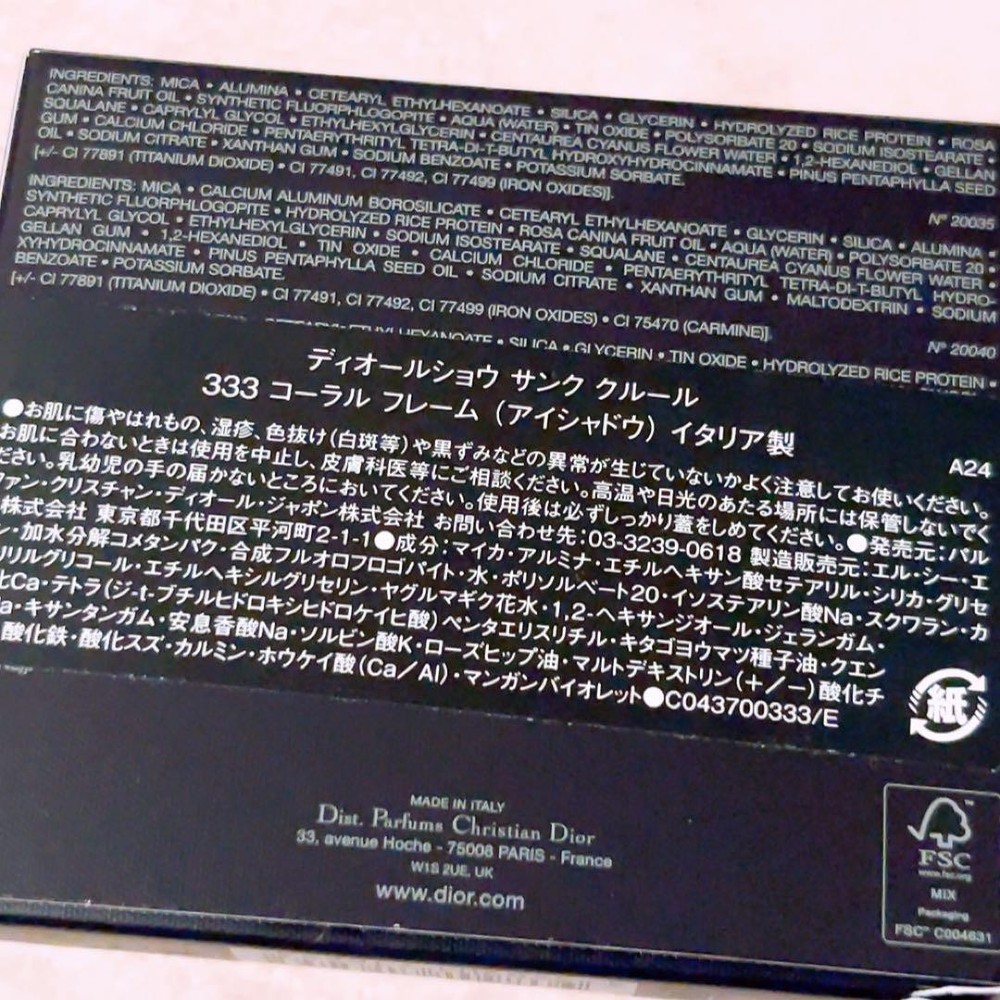 INGREDIENTS: MICA • ALUMINA • CETEARYL ETHYLHEXANOATE • SILICA • GLYCERIN • HYDROLYZED RICE PROTEIN • ROSA
CANINA FRUIT OIL • SYNTHETIC FLUORPHLOGOPITE • AQUA (WATER) • TIN OXIDE • POLYSORBATE 20 • SODIUM ISOSTEARATE •
SQUALANE • CAPRYLYL GLYCOL • ETHYLHEXYLGLYCERIN • CENTAUREA CYANUS FLOWER WATER • 1,2-HEXANEDIOL • GELLAN
GUM • CALCIUM CHLORIDE • PENTAERYTHRITYL TETRA-DI-T-BUTYL HYDROXYHYDROCINNAMATE • PINUS PENTAPHYLLA SEED
OIL • SODIUM CITRATE • XANTHAN GUM • SODIUM BENZOATE • POTASSIUM SORBATE.
[+/- CI 77891 (TITANIUM DIOXIDE) • CI 77491, CI 77492, CI 77499 (IRON OXIDES)].
N° 20035
INGREDIENTS: MICA • CALCIUM ALUMINUM BOROSILICATE • CETEARYL ETHYLHEXANOATE • GLYCERIN • SILICA • ALUMINA •
SYNTHETIC FLUORPHLOGOPITE • HYDROLYZED RICE PROTEIN • ROSA CANINA FRUIT OIL • AQUA (WATER) • POLYSORBATE 20 •
CAPRYLYL GLYCOL • ETHYLHEXYLGLYCERIN • SODIUM ISOSTEARATE • SQUALANE • CENTAUREA CYANUS FLOWER WATER •
GELLAN GUM • 1,2-HEXANEDIOL • TIN OXIDE • CALCIUM CHLORIDE • PENTAERYTHRITYL TETRA-DI-T-BUTYL HYDRO-
XYHYDROCINNAMATE • PINUS PENTAPHYLLA SEED OIL • SODIUM CITRATE • XANTHAN GUM • MALTODEXTRIN • SODIUM
BENZOATE • POTASSIUM SORBATE.
[+/- CI 77891 (TITANIUM DIOXIDE) • CI 77491, CI 77492, CI 77499 (IRON OXIDES) • CI 75470 (CARMINE)].
N° 20040
• SILICA • GLYCERIN • TIN OXIDE • HYDROLYZED RICE PROTEIN •
ディオールショウ サンク クルール
333 コーラル フレーム（アイシャドウ）イタリア製
A24
●お肌に傷やはれもの、湿疹、色抜け（白斑等）や黒ずみなどの異常が生じていないかよく注意してお使いください。
お肌に合わないときは使用を中止し、皮膚科医等にご相談ください。高温や日光のあたる場所には保管しないでく
ださい。乳幼児の手の届かないところにおいてください。使用後は必ずしっかり蓋をしめてください。●発売元：パル
ファン・クリスチャン・ディオール・ジャポン株式会社 お問い合わせ先：03-3239-0618 製造販売元：エル・シー・エ
株式会社 東京都千代田区平河町2-1-1●成分：マイカ・アルミナ・エチルヘキサン酸セテアリル・シリカ・グリセ
ン・加水分解コメタンパク・合成フルオロフロゴパイト・水・ポリソルベート20・イソステアリン酸Na・スクワラン・カ
リリルグリコール・エチルヘキシルグリセリン・ヤグルマギク花水・1,2-ヘキサンジオール・ジェランガム・
化Ca・テトラ（ジ-t-ブチルヒドロキシヒドロケイヒ酸）ペンタエリスリチル・キタゴヨウマツ種子油・クエン
a・キサンタンガム・安息香酸Na・ソルビン酸K・ローズヒップ油・マルトデキストリン（＋／－）酸化チ
酸化鉄・酸化スズ・カルミン・ホウケイ酸（Ca／Al）・マンガンバイオレット●C043700333/E
紙
MADE IN ITALY
Dist. Parfums Christian Dior
33, avenue Hoche - 75008 PARIS - France
W1S 2UE, UK
www.dior.com
FSC
www.fsc.org
MIX
Packaging
FSC™ C004631